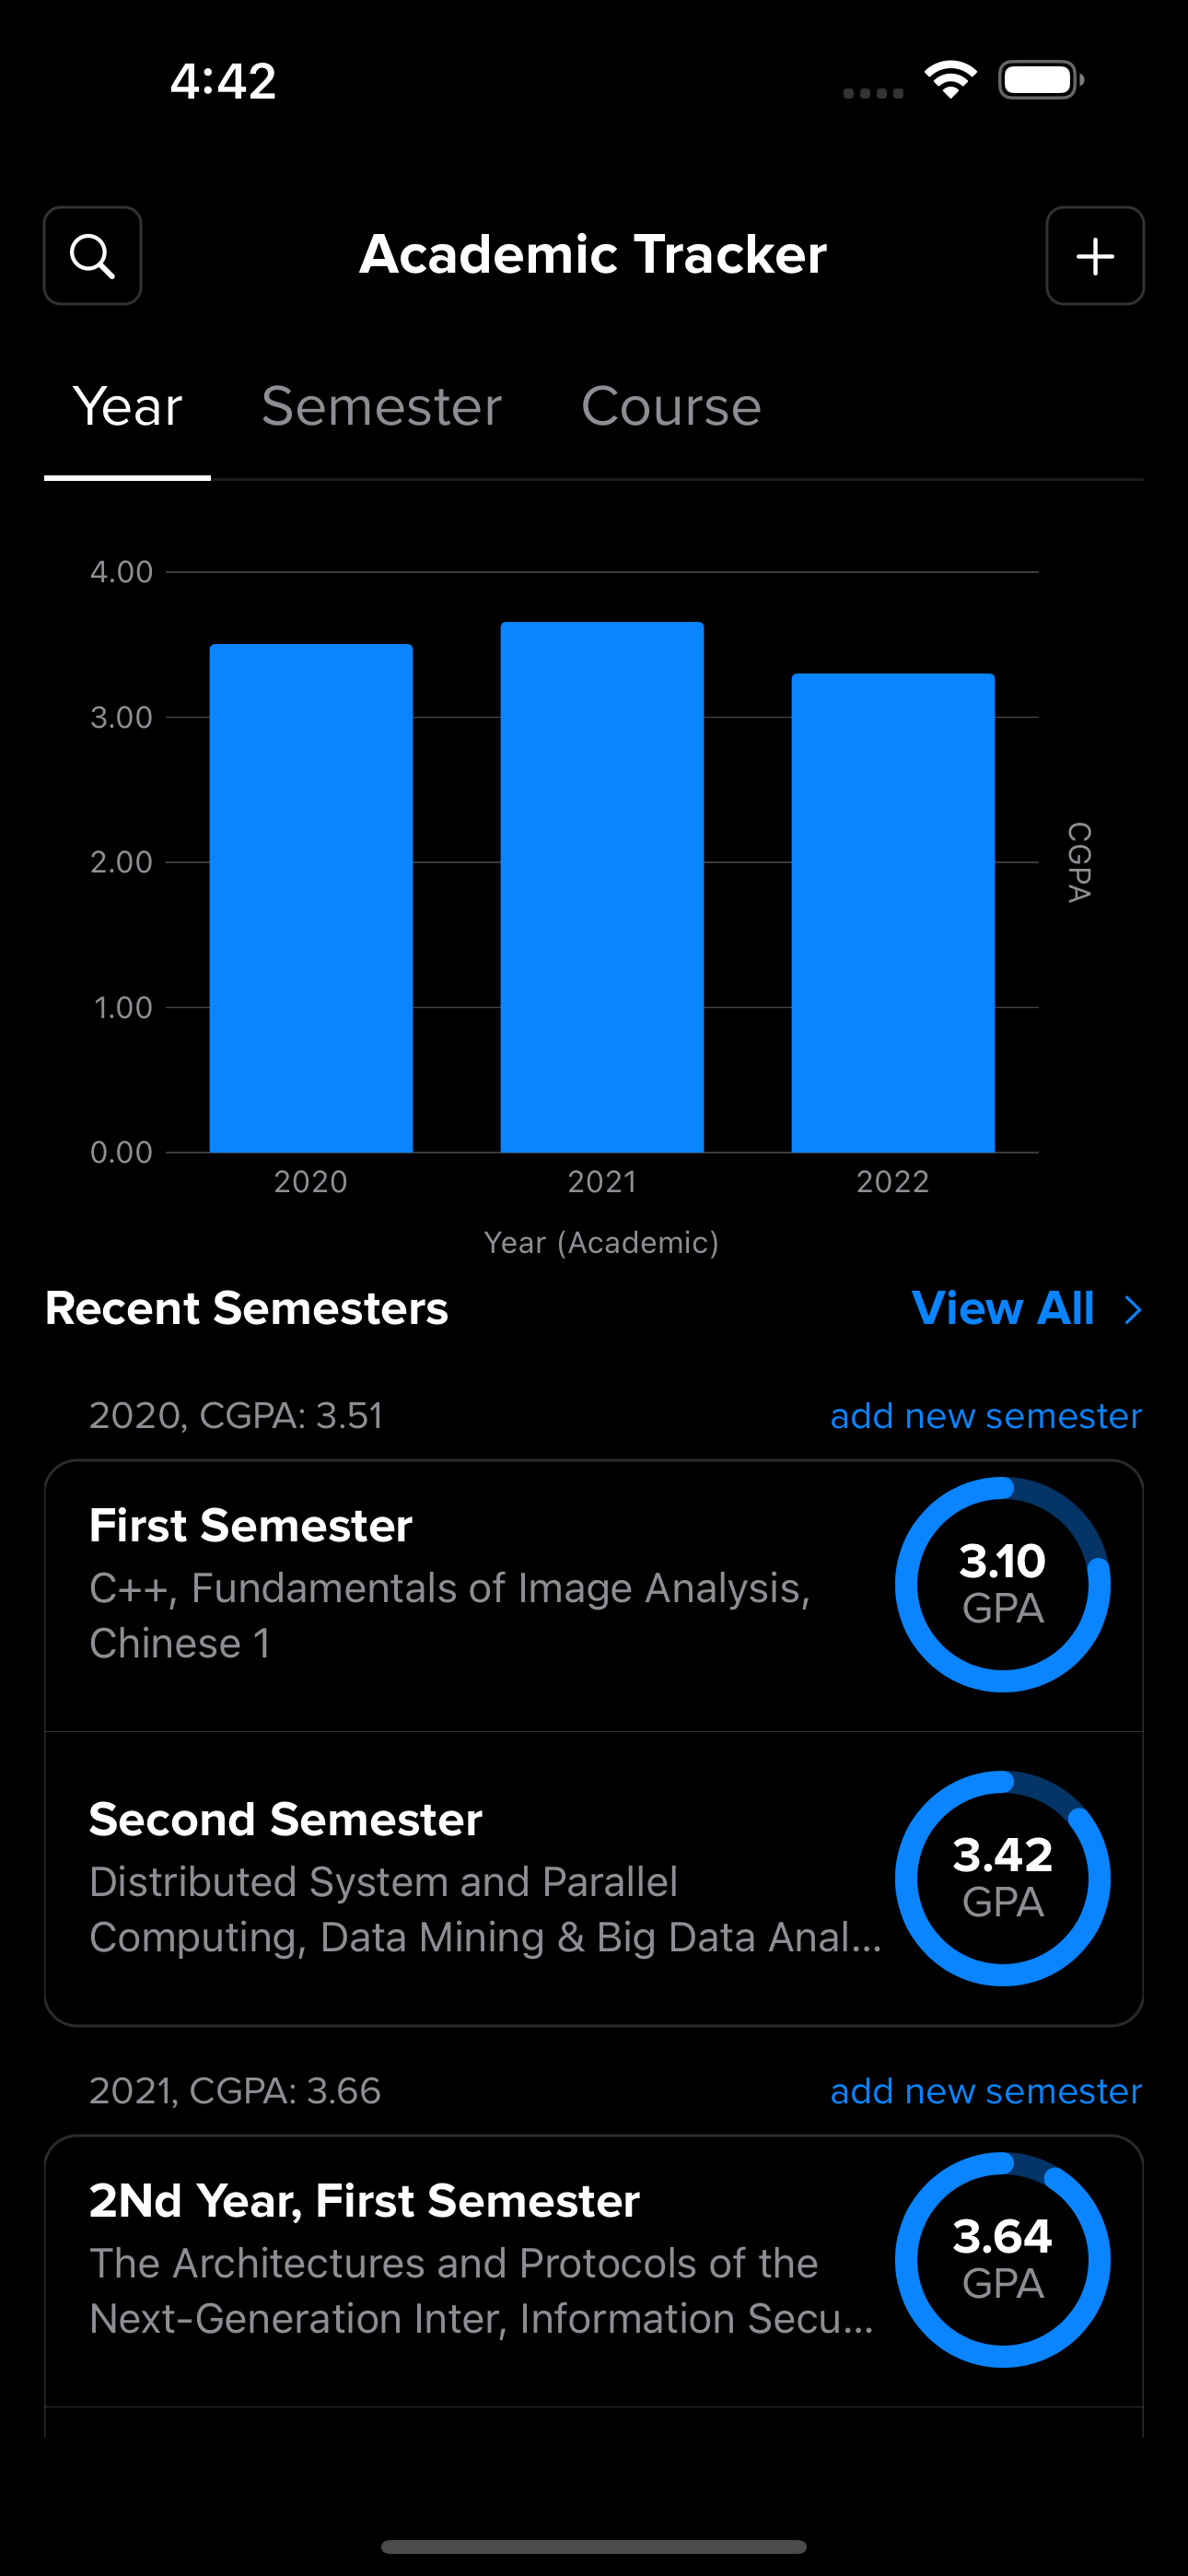 4:42
Academic Tracker
Year Semester Course
4.00
3.00
2.00
1.00
0.00
CGPA
2020 2021 2022
Year (Academic)
Recent Semesters View All
2020, CGPA: 3.51 add new semester
First Semester
C++, Fundamentals of Image Analysis,
Chinese 1
3.10
GPA
Second Semester
Distributed System and Parallel
Computing, Data Mining & Big Data Anal...
3.42
GPA
2021, CGPA: 3.66 add new semester
2Nd Year, First Semester
The Architectures and Protocols of the
Next-Generation Inter, Information Secu...
3.64
GPA